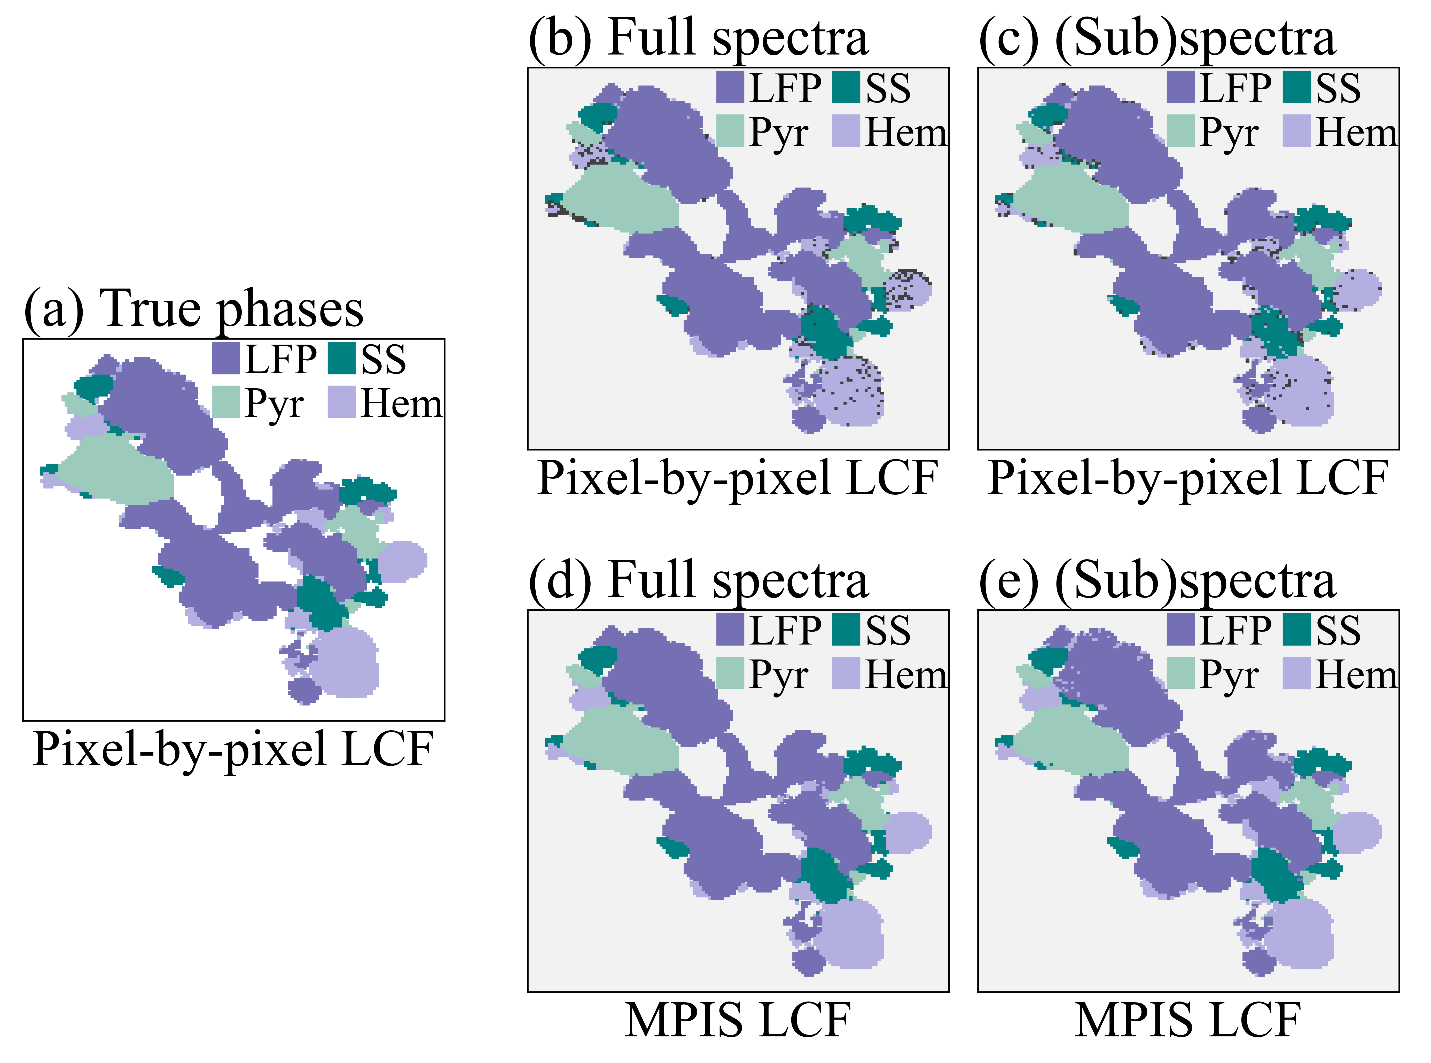 (b) Full spectra
LFP SS
Pyr Hem
Pixel-by-pixel LCF
(c) (Sub)spectra
LFP SS
Pyr Hem
Pixel-by-pixel LCF
(a) True phases
LFP SS
Pyr Hem
Pixel-by-pixel LCF
(d) Full spectra
LFP SS
Pyr Hem
MPIS LCF
(e) (Sub)spectra
LFP SS
Pyr Hem
MPIS LCF